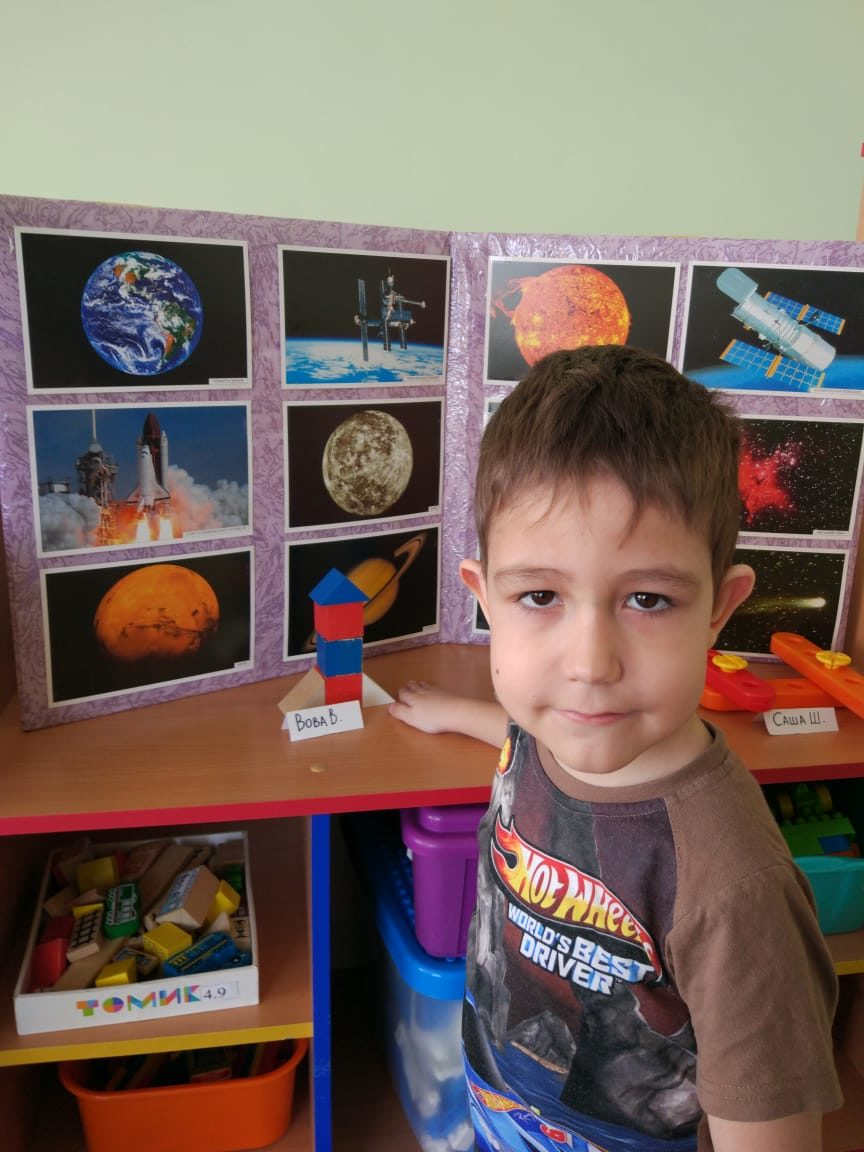 ВОВА В.
САША Ш.
HOT WHEELS
WORLD'S BEST
DRIVER
ТОМИК 4.9